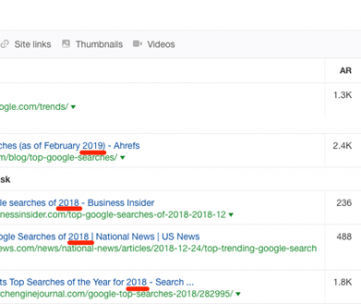 Site links Thumbnails Videos
AR
1.3K
ogle.com/trends/
ches (as of February 2019) - Ahrefs
2.4K
m/blog/top-google-searches/
sk
le searches of 2018 - Business Insider
236
nessinsider.com/top-google-searches-of-2018-2018-12
ogle Searches of 2018 | National News | US News
488
ews.com/news/national-news/articles/2018-12-24/top-trending-google-search
ts Top Searches of the Year for 2018 - Search ...
1.8K
rchenginejournal.com/google-top-searches-2018/282995/